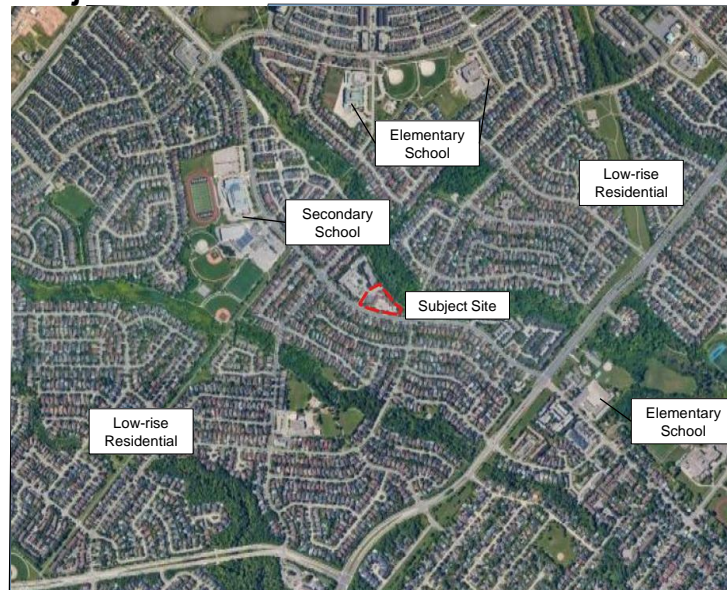 Elementary
School
Low-rise
Residential
Secondary
School
Subject Site
Low-rise
Residential
Elementary
School